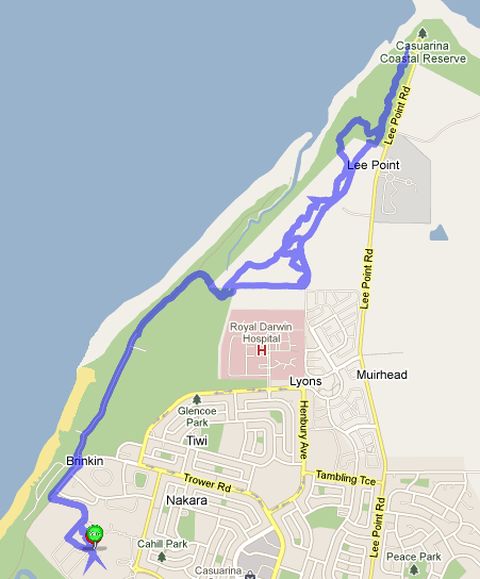 Casuarina
Coastal Reserve
Lee Point Rd
Lee Point
Lee Point Rd
Royal Darwin
Hospital
H
Lyons
Muirhead
Glencoe
Park
Henbury Ave
Tiwi
Brinkin
Trower Rd
Tambling Tce
Nakara
Lee Point Rd
Cahill Park
Peace Park
Casuarina